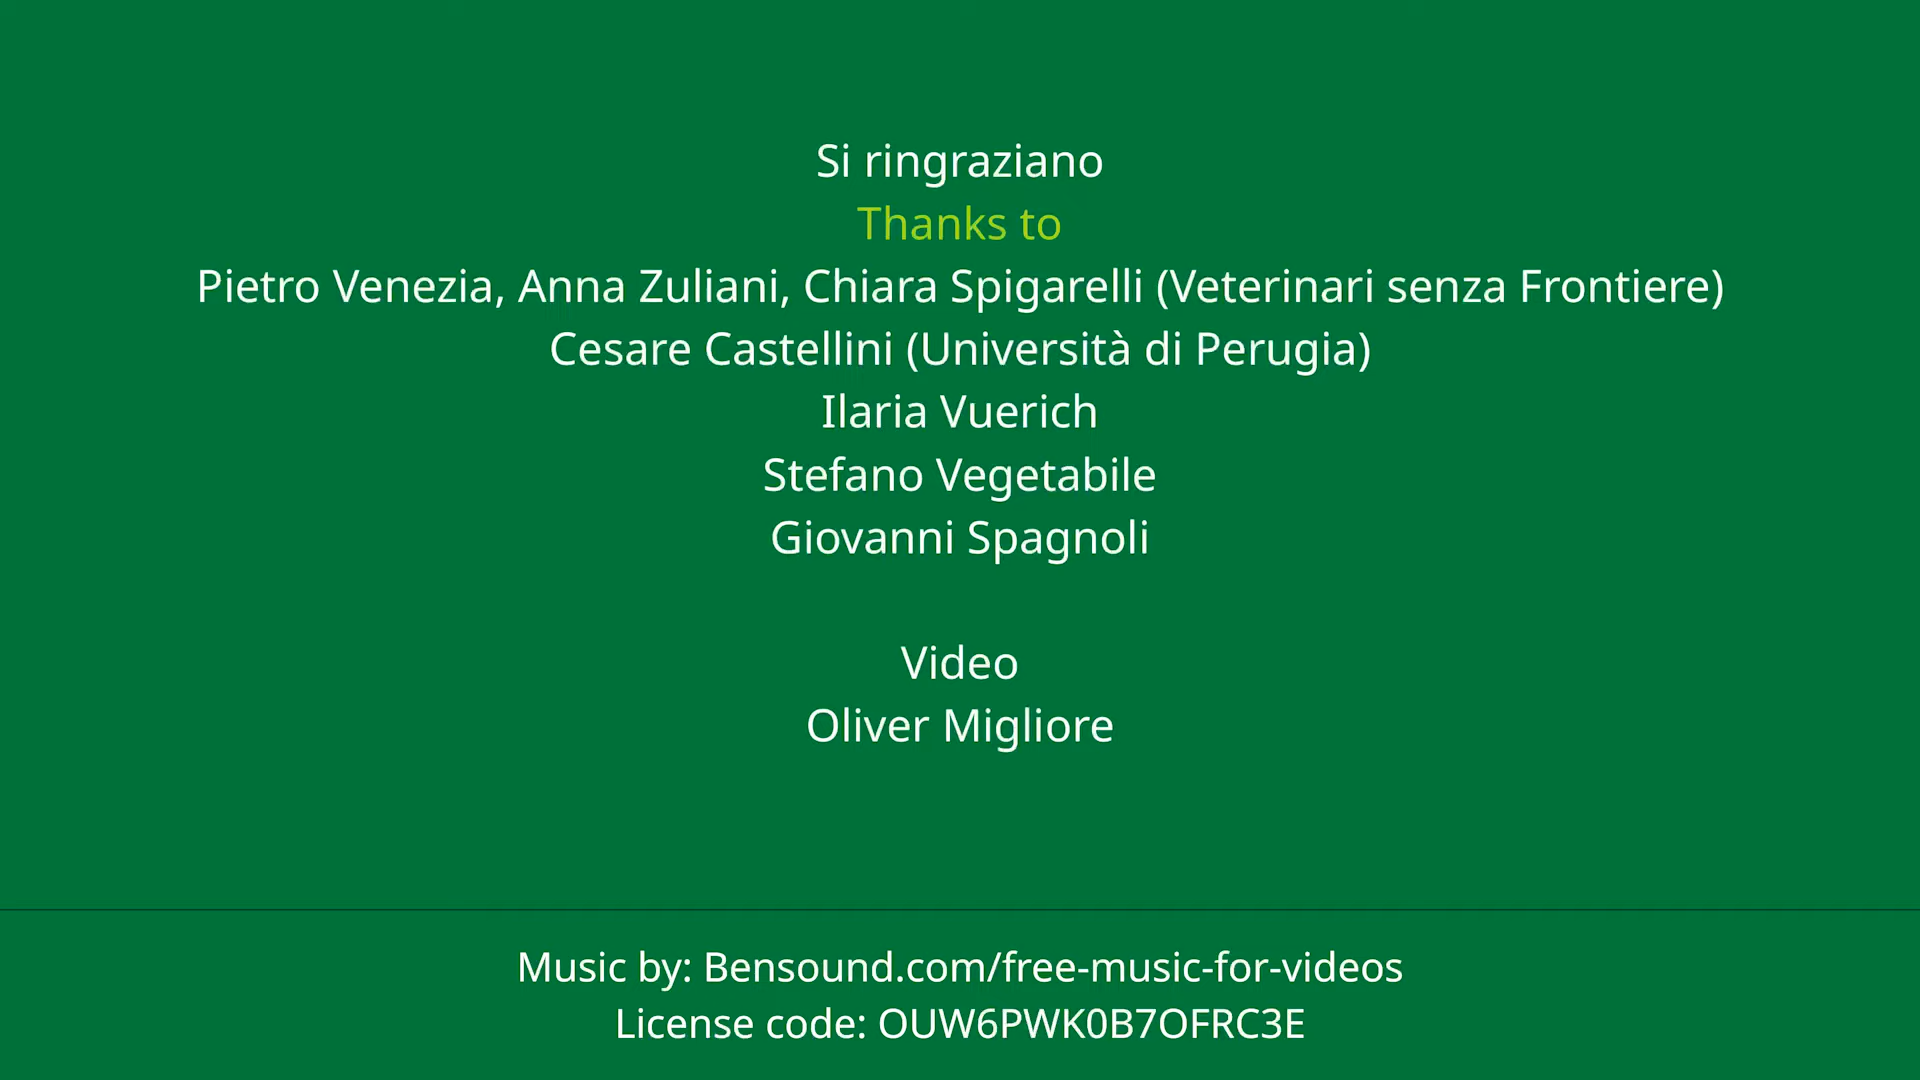 Si ringraziano
Thanks to
Pietro Venezia, Anna Zuliani, Chiara Spigarelli (Veterinari senza Frontiere)
Cesare Castellini (Università di Perugia)
Ilaria Vuerich
Stefano Vegetabile
Giovanni Spagnoli
Video
Oliver Migliore
Music by: Bensound.com/free-music-for-videos
License code: OUW6PWK0B7OFRC3E